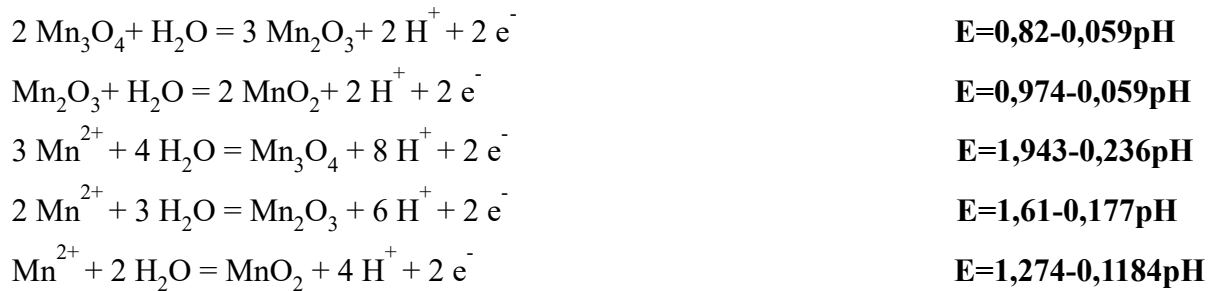 2 Mn₃O₄+ H₂O = 3 Mn₂O₃+ 2 H⁺ + 2 e⁻ E=0,82-0,059pH
Mn₂O₃+ H₂O = 2 MnO₂+ 2 H⁺ + 2 e⁻ E=0,974-0,059pH
3 Mn²⁺ + 4 H₂O = Mn₃O₄ + 8 H⁺ + 2 e⁻ E=1,943-0,236pH
2 Mn²⁺ + 3 H₂O = Mn₂O₃ + 6 H⁺ + 2 e⁻ E=1,61-0,177pH
Mn²⁺ + 2 H₂O = MnO₂ + 4 H⁺ + 2 e⁻ E=1,274-0,1184pH